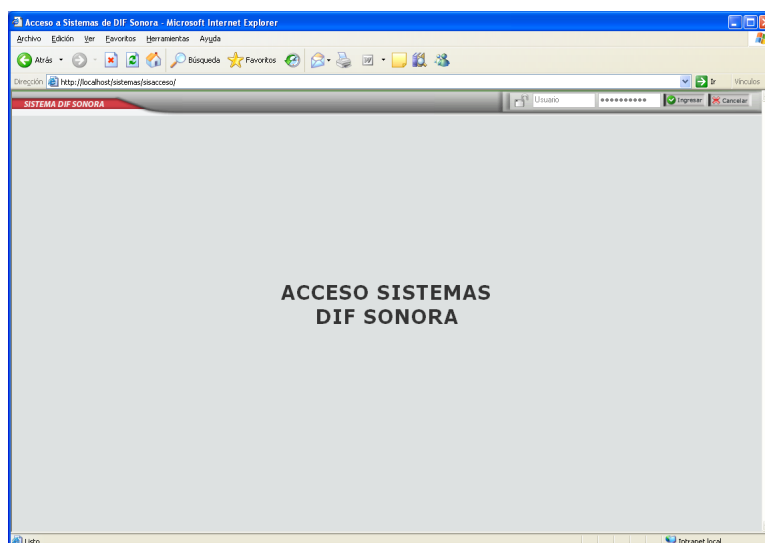 Acceso a Sistemas de DIF Sonora - Microsoft Internet Explorer
Archivo Edición Ver Favoritos Herramientas Ayuda
Atrás Búsqueda Favoritos
Dirección http://localhost/sistemas/sisacceso/ Ir Vínculos
SISTEMA DIF SONORA Usuario •••••••••• Ingresar Cancelar
ACCESO SISTEMAS
DIF SONORA
Listo Intranet local